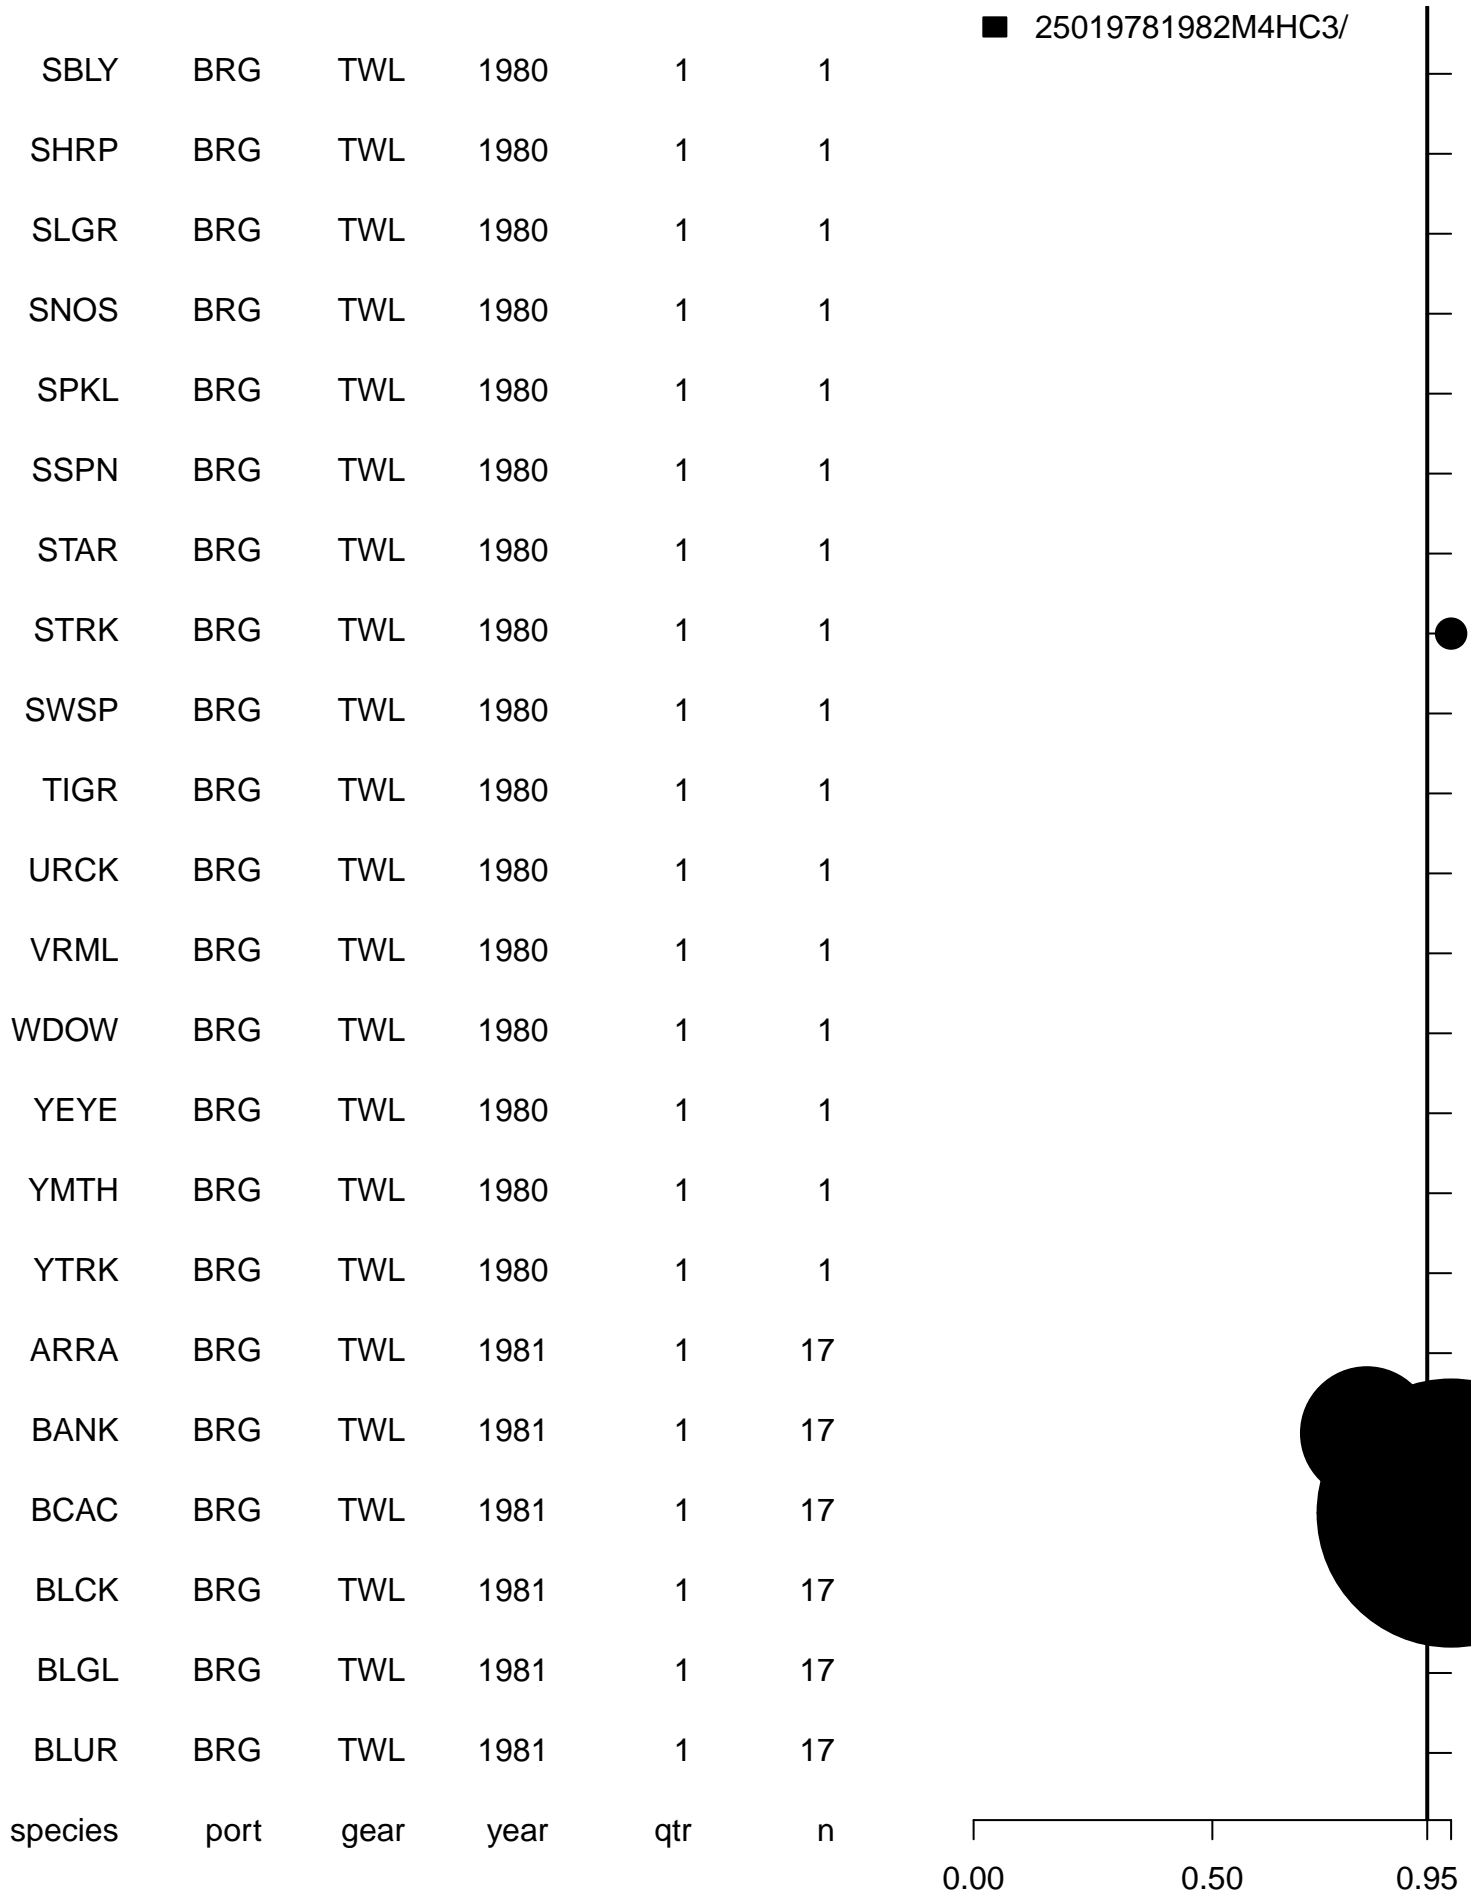 25019781982M4HC3/
SBLY BRG TWL 1980 1 1
SHRP BRG TWL 1980 1 1
SLGR BRG TWL 1980 1 1
SNOS BRG TWL 1980 1 1
SPKL BRG TWL 1980 1 1
SSPN BRG TWL 1980 1 1
STAR BRG TWL 1980 1 1
STRK BRG TWL 1980 1 1
SWSP BRG TWL 1980 1 1
TIGR BRG TWL 1980 1 1
URCK BRG TWL 1980 1 1
VRML BRG TWL 1980 1 1
WDOW BRG TWL 1980 1 1
YEYE BRG TWL 1980 1 1
YMTH BRG TWL 1980 1 1
YTRK BRG TWL 1980 1 1
ARRA BRG TWL 1981 1 17
BANK BRG TWL 1981 1 17
BCAC BRG TWL 1981 1 17
BLCK BRG TWL 1981 1 17
BLGL BRG TWL 1981 1 17
BLUR BRG TWL 1981 1 17
species port gear year qtr n
0.00 0.50 0.95